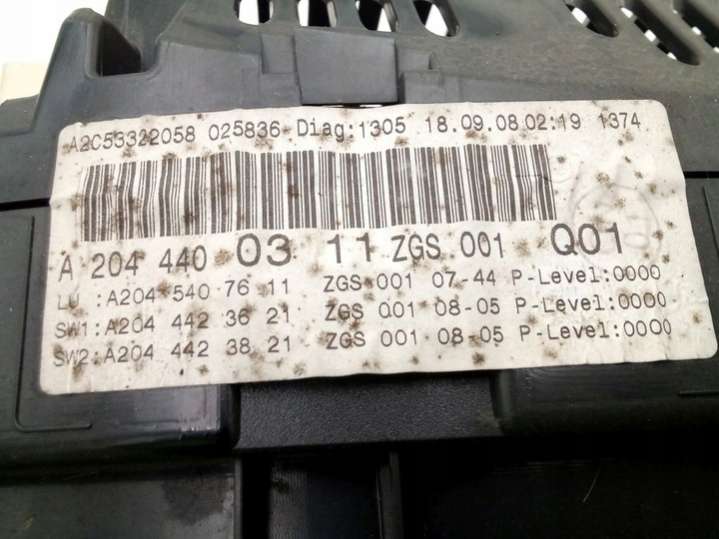 A2C53322058 025836 Diag:1305 18.09.08 02:19 1374
A 204 440 03 11 ZGS 001 Q01
LU :A204 540 76 11 ZGS 001 07-44 P-Level:0000
SW1:A204 442 36 21 ZGS 001 08-05 P-Level:0000
SW2:A204 442 38 21 ZGS 001 08-05 P-Level:0000